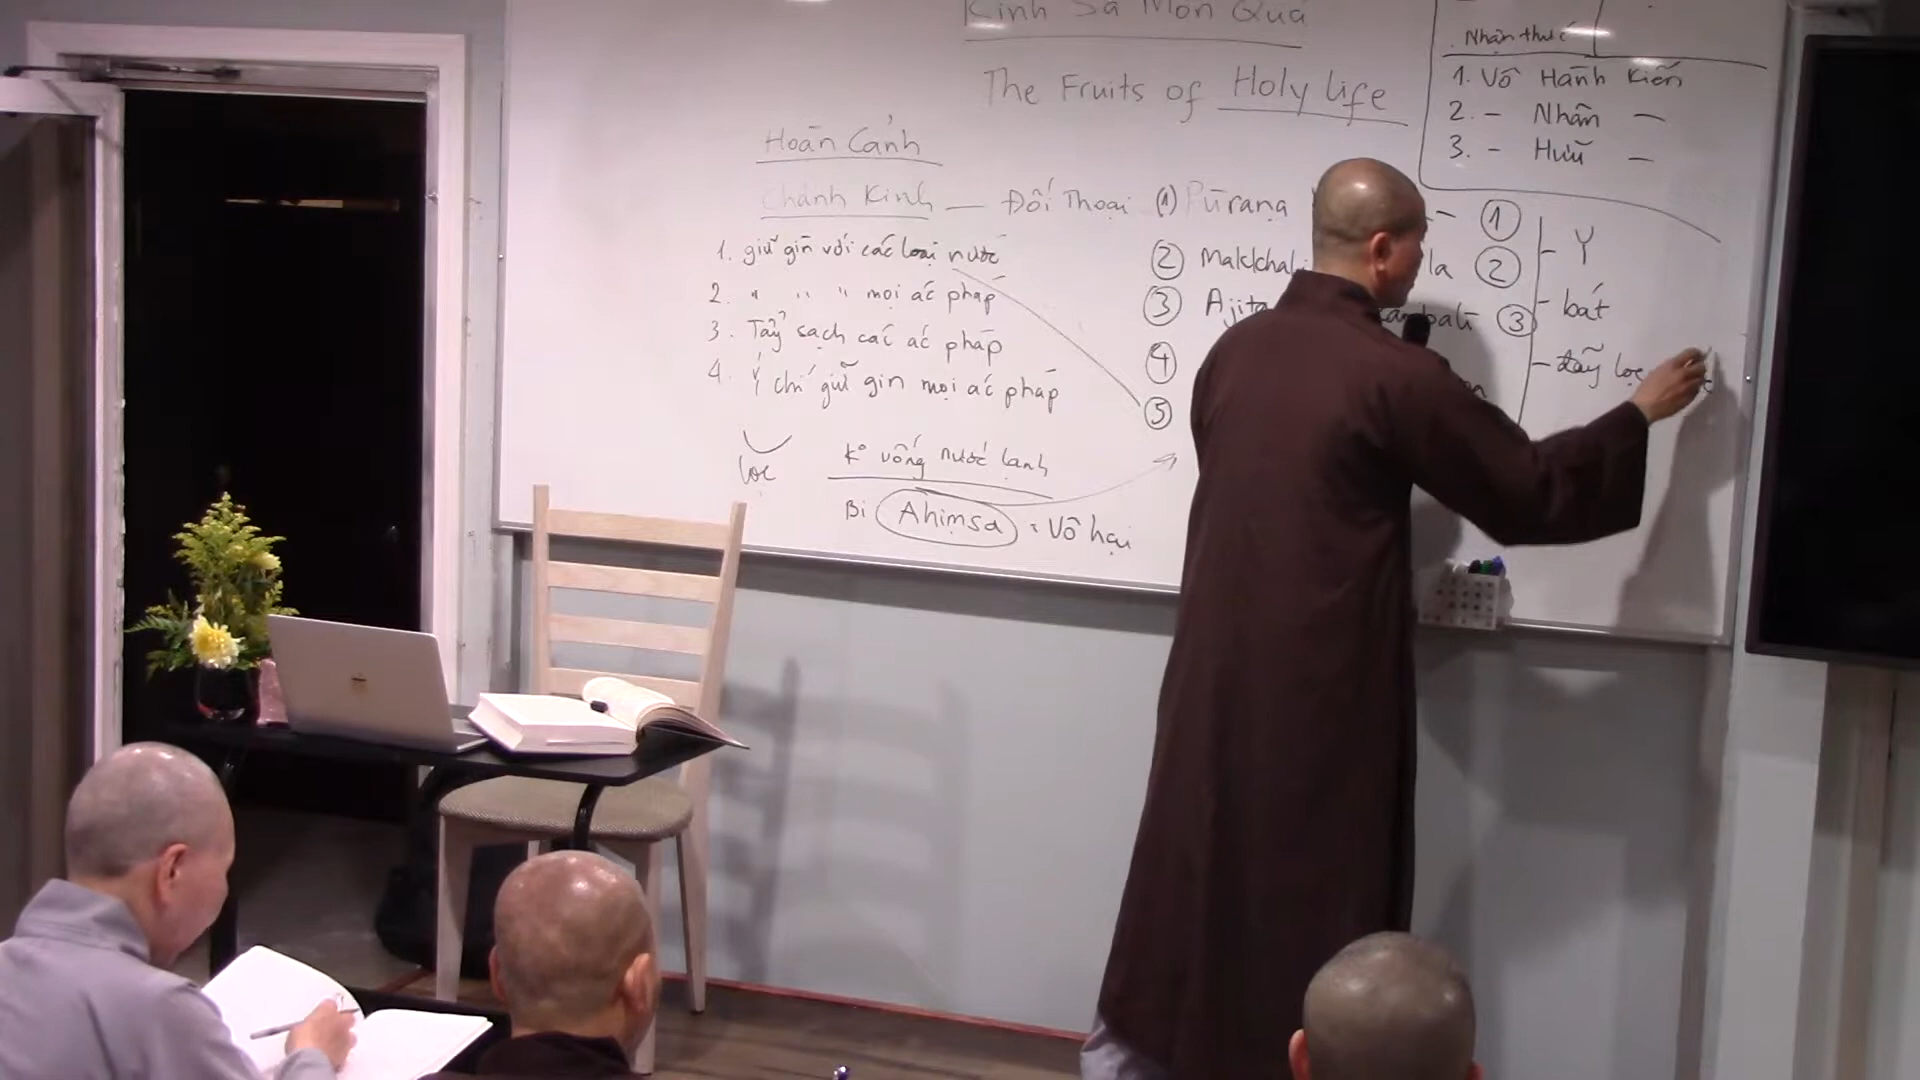 Kinh Sa Môn Quả
The Fruits of Holy life
Hoàn Cảnh
Chánh Kinh — Đối Thoại ① Pūraṇa
1. giữ gìn với các loại nước
2. " " " mọi ác pháp
3. Tẩy sạch các ác pháp
4. Ý chí giữ gìn mọi ác pháp
lọc
K° uống nước lạnh
Bi Ahimsa = Vô hại
② Makkhali la
③ Ajita kambalī
④
⑤
Nhận thức
1. Vô Hành Kiến
2. - Nhân —
3. - Hữu —
- ①
②
③
- Y
- bát
- đãy lọc